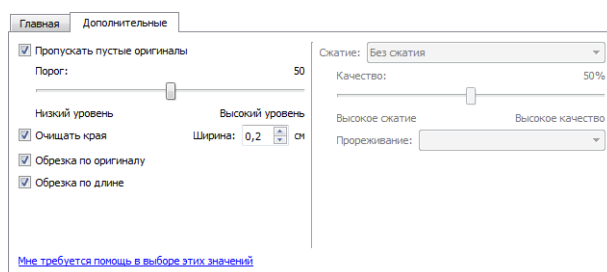 Главная Дополнительные
Пропускать пустые оригиналы
Порог: 50
Низкий уровень Высокий уровень
Очищать края Ширина: 0,2 см
Обрезка по оригиналу
Обрезка по длине
Сжатие: Без сжатия
Качество: 50%
Высокое сжатие Высокое качество
Прореживание:
Мне требуется помощь в выборе этих значений